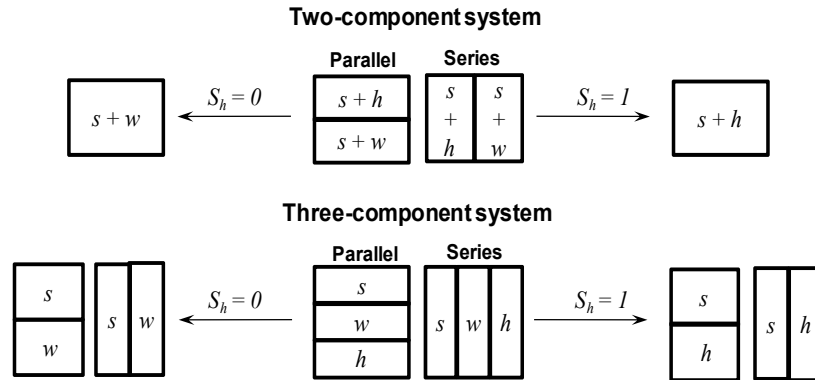 Two-component system
Parallel Series
s + w
S_h = 0
s + h
s + w
s + h
s + w
S_h = 1
s + h
Three-component system
Parallel Series
s
w
s w
S_h = 0
s
w
h
s w h
S_h = 1
s
h
s h